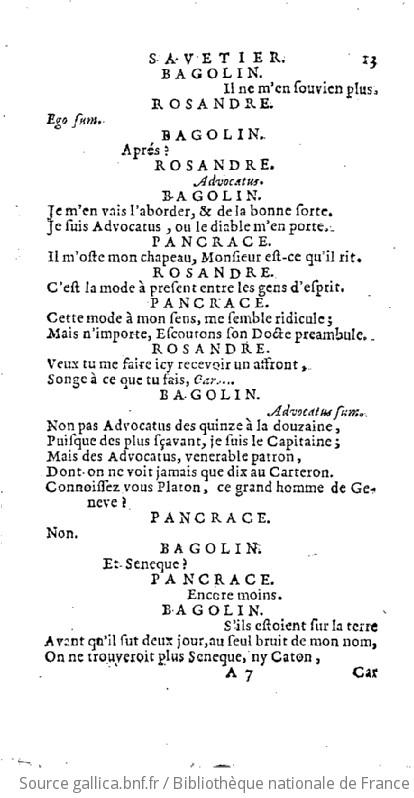 SAVETIER. 13
BAGOLIN.
Il ne m'en ſouvien plus.
ROSANDRE.
Ego ſum.
BAGOLIN.
Aprés?
ROSANDRE.
Advocatus.
BAGOLIN.
Je m'en vais l'aborder, & de la bonne ſorte.
Je ſuis Advocatus, ou le diable m'en porte.
PANCRACE.
Il m'oſte mon chapeau, Monſieur eſt-ce qu'il rit.
ROSANDRE.
C'eſt la mode à preſent entre les gens d'eſprit.
PANCRACE.
Cette mode à mon ſens, me ſemble ridicule;
Mais n'importe, Eſcoutons ſon Docte preambule.
ROSANDRE.
Veux tu me faire icy recevoir un affront,
Songe à ce que tu fais, Car....
BAGOLIN.
Advocatus ſum.
Non pas Advocatus des quinze à la douzaine,
Puiſque des plus ſçavant, je ſuis le Capitaine;
Mais des Advocatus, venerable patron,
Dont on ne voit jamais que dix au Carteron.
Connoiſſez vous Platon, ce grand homme de Ge-
neve?
PANCRACE.
Non.
BAGOLIN.
Et Seneque?
PANCRACE.
Encore moins.
BAGOLIN.
S'ils eſtoient ſur la terre
Avant qu'il fut deux jour, au ſeul bruit de mon nom,
On ne trouveroit plus Seneque, ny Caton,
A 7 Car
Source gallica.bnf.fr / Bibliothèque nationale de France